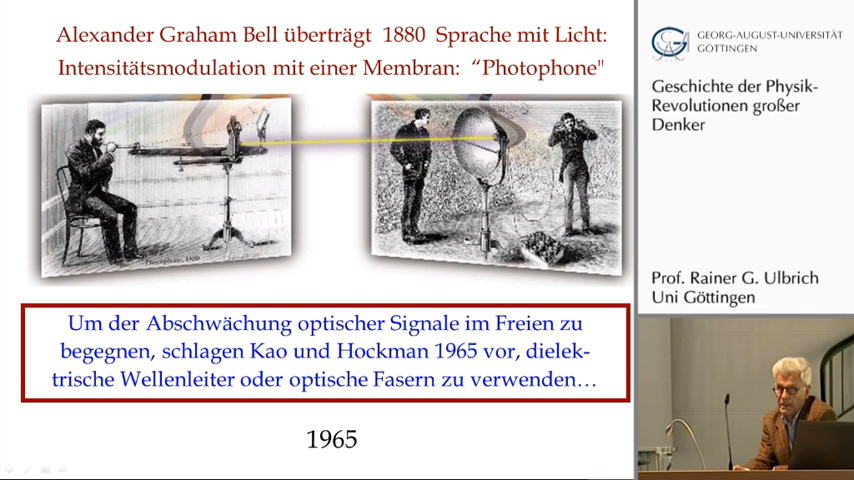 Alexander Graham Bell überträgt 1880 Sprache mit Licht:
Intensitätsmodulation mit einer Membran: “Photophone"
Photophone, 1880
Um der Abschwächung optischer Signale im Freien zu
begegnen, schlagen Kao und Hockman 1965 vor, dielek-
trische Wellenleiter oder optische Fasern zu verwenden…
1965
GEORG-AUGUST-UNIVERSITÄT
GÖTTINGEN
Geschichte der Physik-
Revolutionen großer
Denker
Prof. Rainer G. Ulbrich
Uni Göttingen